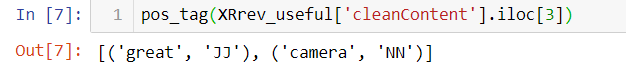 In [7]: 1 pos_tag(XRrev_useful['cleanContent'].iloc[3])
Out[7]: [('great', 'JJ'), ('camera', 'NN')]